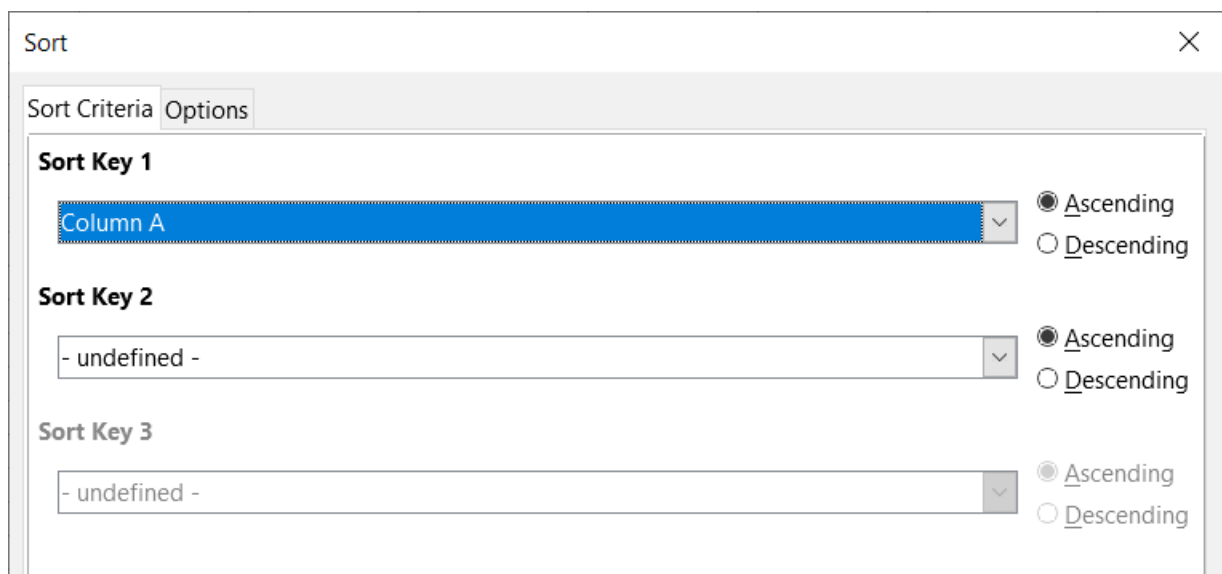 Sort
Sort Criteria Options
Sort Key 1
Column A
Ascending
Descending
Sort Key 2
- undefined -
Ascending
Descending
Sort Key 3
- undefined -
Ascending
Descending